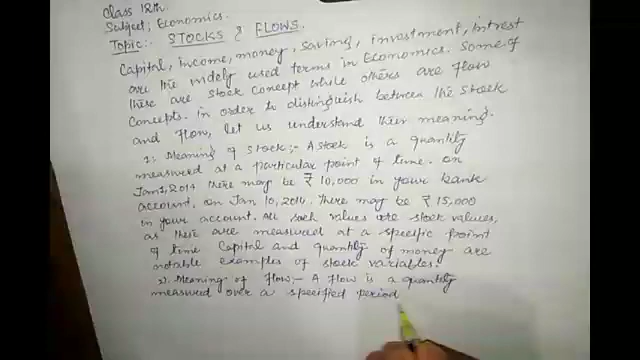 Class 12th.
Subject; Economics.
Topic:- STOCKS & FLOWS.
Capital, income, money, saving, investment, intrest
are the widely used terms in Economics. Some of
these are stock concept while others are flow
concepts. In order to distinguish between the stock
and flow, let us understand their meaning.
1. Meaning of Stock:- A stock is a quantity
measured at a particular point of time. On
Jan 1, 2014 there may be ₹ 10,000 in your bank
account. On Jan 10, 2014. There may be ₹ 15,000
in your account. All such values are stock values,
as these are measured at a specific point
of time Capital and quantity of money are
notable examples of stock variables.
2. Meaning of flow:- A flow is a quantity
measured over a specified period